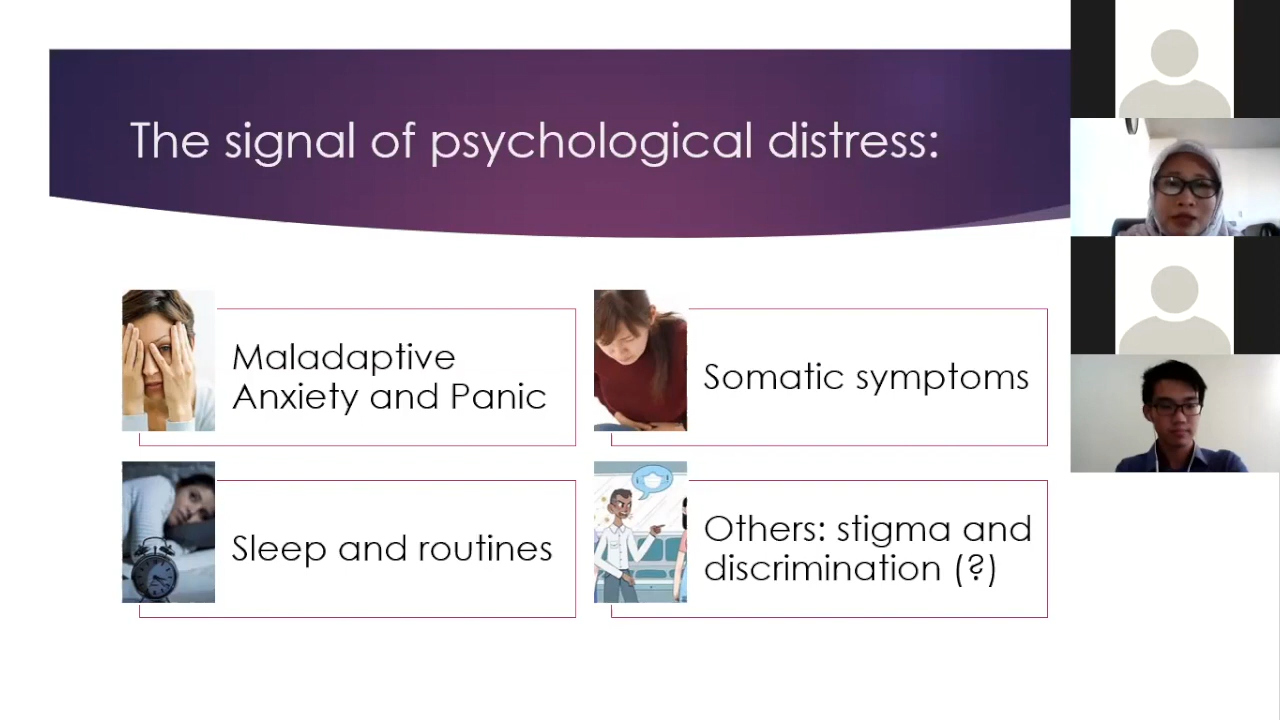 The signal of psychological distress:
Maladaptive
Anxiety and Panic
Somatic symptoms
Sleep and routines
Others: stigma and
discrimination (?)